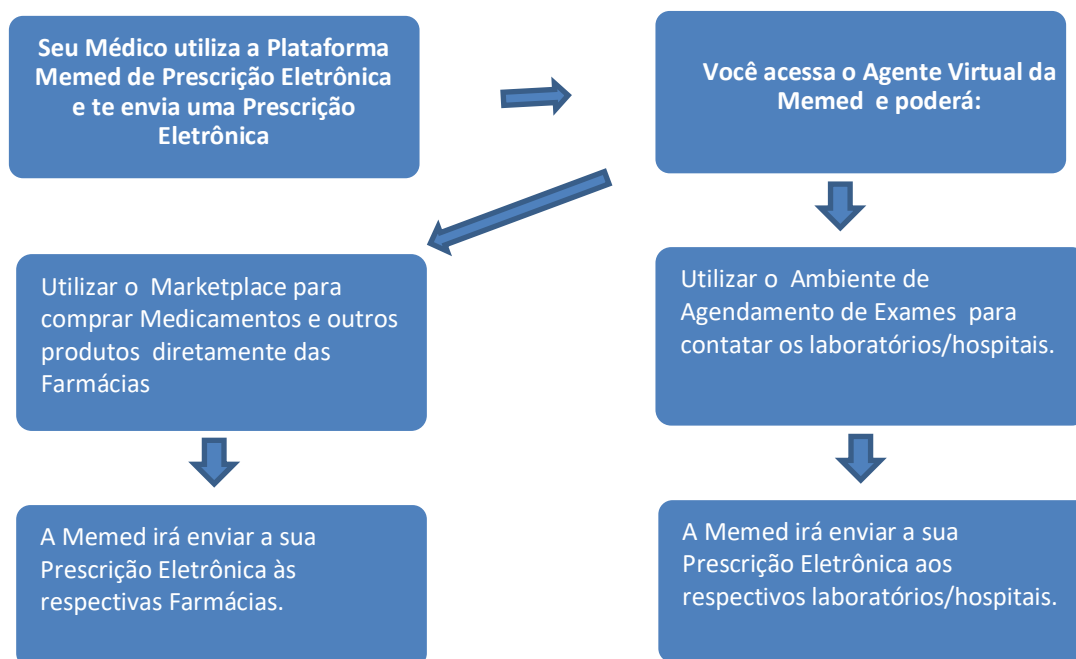 Seu Médico utiliza a Plataforma
Memed de Prescrição Eletrônica
e te envia uma Prescrição
Eletrônica
Você acessa o Agente Virtual da
Memed e poderá:
Utilizar o Marketplace para
comprar Medicamentos e outros
produtos diretamente das
Farmácias
Utilizar o Ambiente de
Agendamento de Exames para
contatar os laboratórios/hospitais.
A Memed irá enviar a sua
Prescrição Eletrônica às
respectivas Farmácias.
A Memed irá enviar a sua
Prescrição Eletrônica aos
respectivos laboratórios/hospitais.